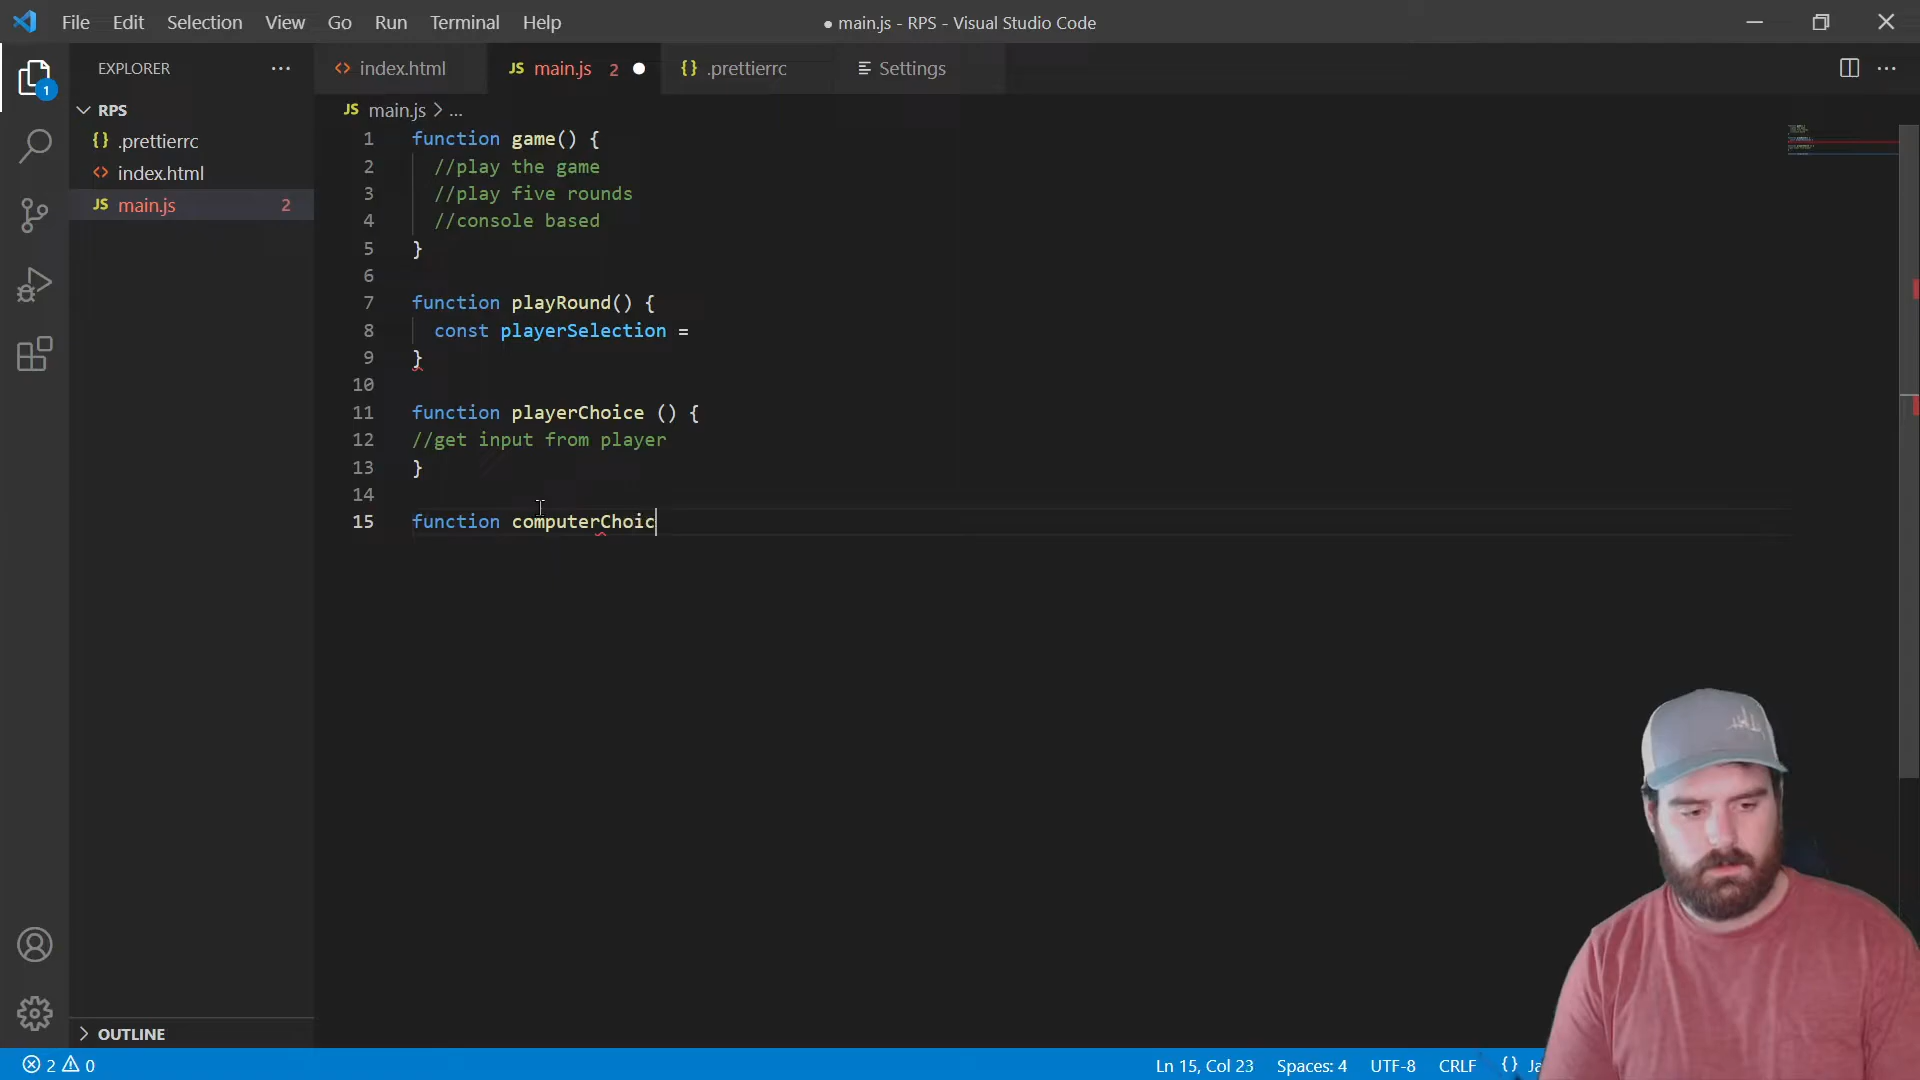 File Edit Selection View Go Run Terminal Help
● main.js - RPS - Visual Studio Code
EXPLORER ...
index.html
JS main.js 2
{} .prettierrc
Settings
1
RPS
{} .prettierrc
index.html
JS main.js 2
JS main.js > ...
1 function game() {
2 //play the game
3 //play five rounds
4 //console based
5 }
6
7 function playRound() {
8 const playerSelection =
9 }
10
11 function playerChoice () {
12 //get input from player
13 }
14
15 function computerChoic
OUTLINE
2 0
Ln 15, Col 23 Spaces: 4 UTF-8 CRLF {} Ja